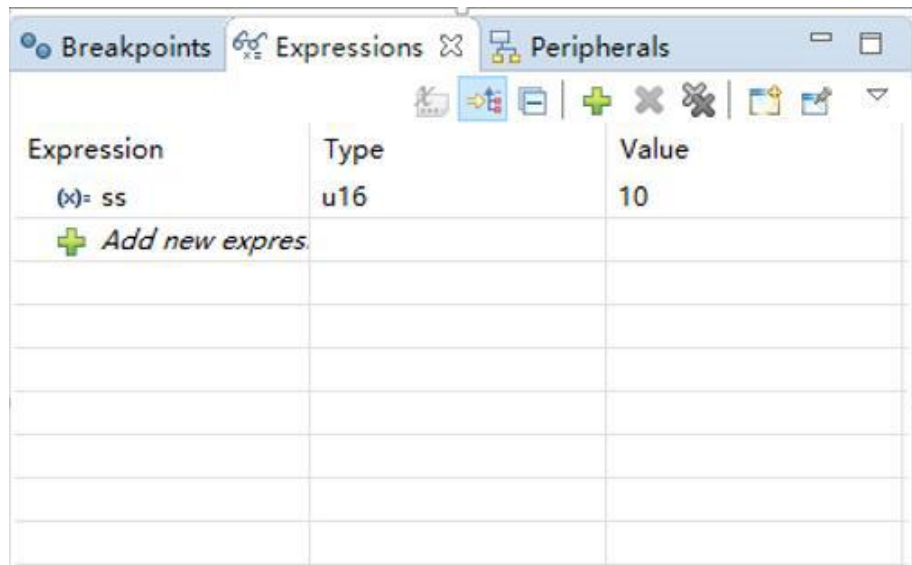 Breakpoints Expressions Peripherals
Expression Type Value
(x)= ss u16 10
Add new expres